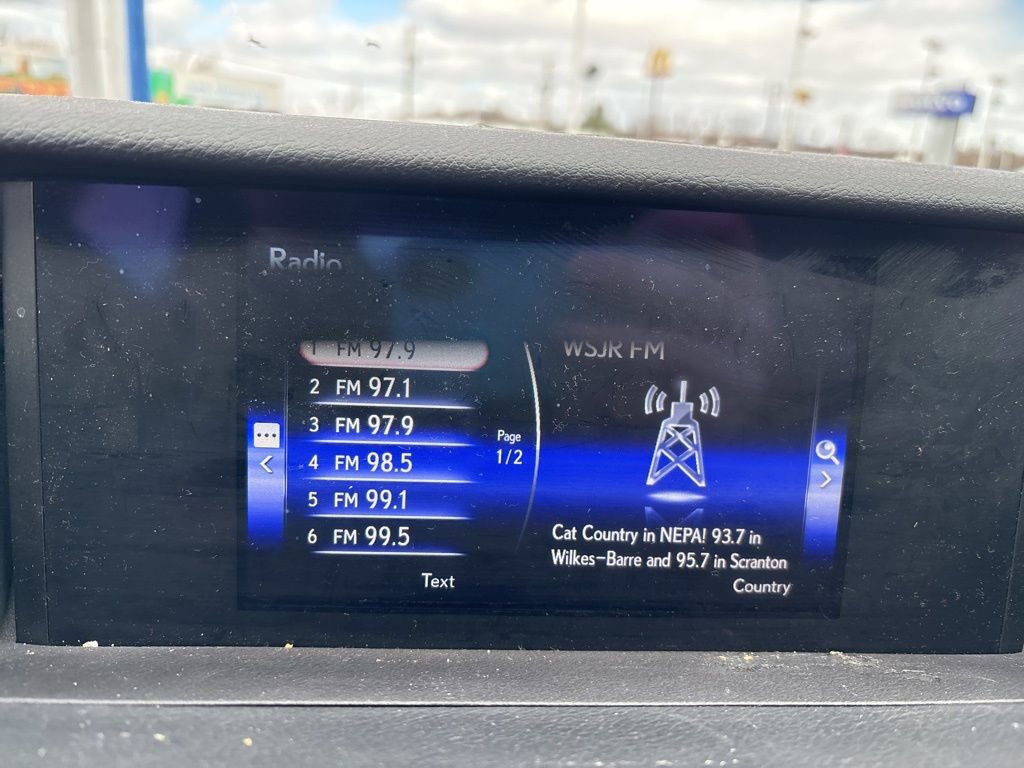 Radio
1 FM 97.9
2 FM 97.1
3 FM 97.9
4 FM 98.5
5 FM 99.1
6 FM 99.5
Page
1/2
Text
WSJR FM
Cat Country in NEPA! 93.7 in
Wilkes-Barre and 95.7 in Scranton
Country